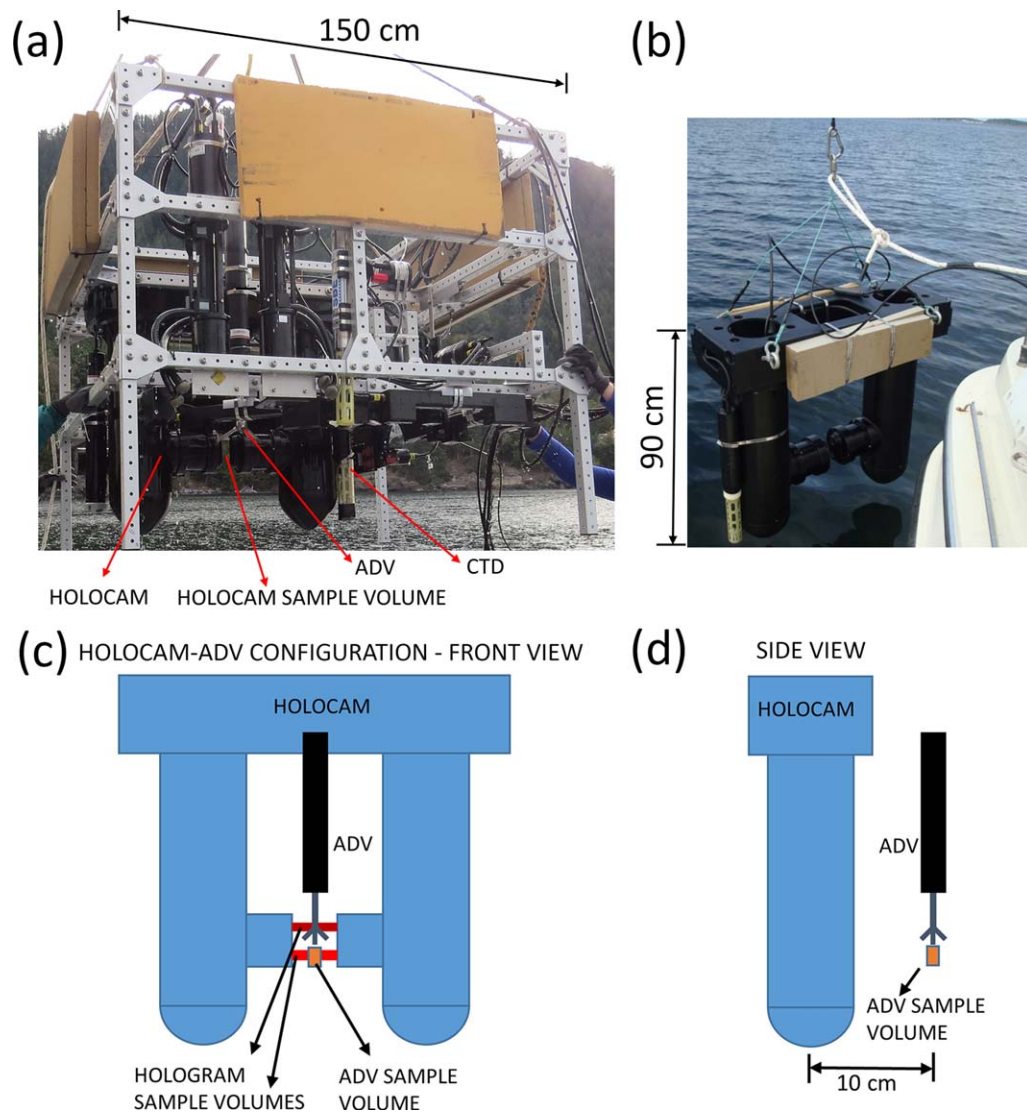 (a)
150 cm
(b)
90 cm
ADV
CTD
HOLOCAM
HOLOCAM SAMPLE VOLUME
(c) HOLOCAM-ADV CONFIGURATION - FRONT VIEW
HOLOCAM
ADV
HOLOGRAM
SAMPLE VOLUMES
ADV SAMPLE
VOLUME
(d)
SIDE VIEW
HOLOCAM
ADV
ADV SAMPLE
VOLUME
10 cm